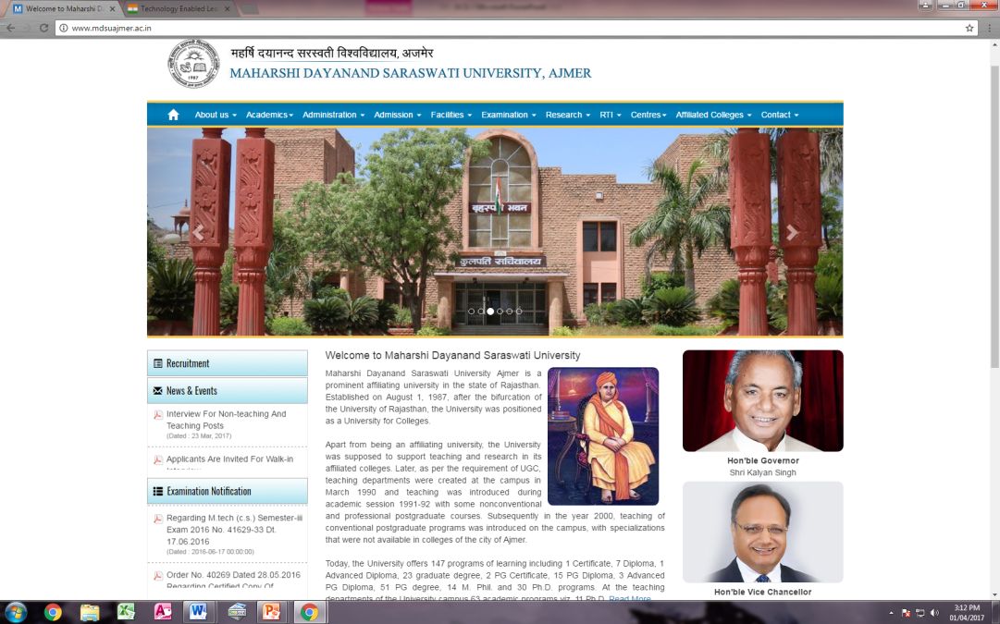 Welcome to Maharshi D
Technology Enabled Lea
www.mdsuajmer.ac.in
महर्षि दयानन्द सरस्वती विश्वविद्यालय, अजमेर
MAHARSHI DAYANAND SARASWATI UNIVERSITY, AJMER
1987
About us Academics Administration Admission Facilities Examination Research RTI Centres Affiliated Colleges Contact
बृहस्पति भवन
कुलपति सचिवालय
Recruitment
News & Events
Interview For Non-teaching And
Teaching Posts
(Dated : 23 Mar, 2017)
Applicants Are Invited For Walk-in
Interview
Examination Notification
Regarding M.tech (c.s.) Semester-iii
Exam 2016 No. 41629-33 Dt.
17.06.2016
(Dated : 2016-06-17 00:00:00)
Order No. 40269 Dated 28.05.2016
Regarding Certified Copy Of
Welcome to Maharshi Dayanand Saraswati University
Maharshi Dayanand Saraswati University Ajmer is a
prominent affiliating university in the state of Rajasthan.
Established on August 1, 1987, after the bifurcation of
the University of Rajasthan, the University was positioned
as a University for Colleges.
Apart from being an affiliating university, the University
was supposed to support teaching and research in its
affiliated colleges. Later, as per the requirement of UGC,
teaching departments were created at the campus in
March 1990 and teaching was introduced during
academic session 1991-92 with some nonconventional
and professional postgraduate courses. Subsequently in the year 2000, teaching of
conventional postgraduate programs was introduced on the campus, with specializations
that were not available in colleges of the city of Ajmer.
Today, the University offers 147 programs of learning including 1 Certificate, 7 Diploma, 1
Advanced Diploma, 23 graduate degree, 2 PG Certificate, 15 PG Diploma, 3 Advanced
PG Diploma, 51 PG degree, 14 M. Phil. and 30 Ph.D. programs. At the teaching
departments of the University campus 63 academic programs viz. 11 Ph.D. Read More
Hon'ble Governor
Shri Kalyan Singh
Hon'ble Vice Chancellor
3:12 PM
01/04/2017